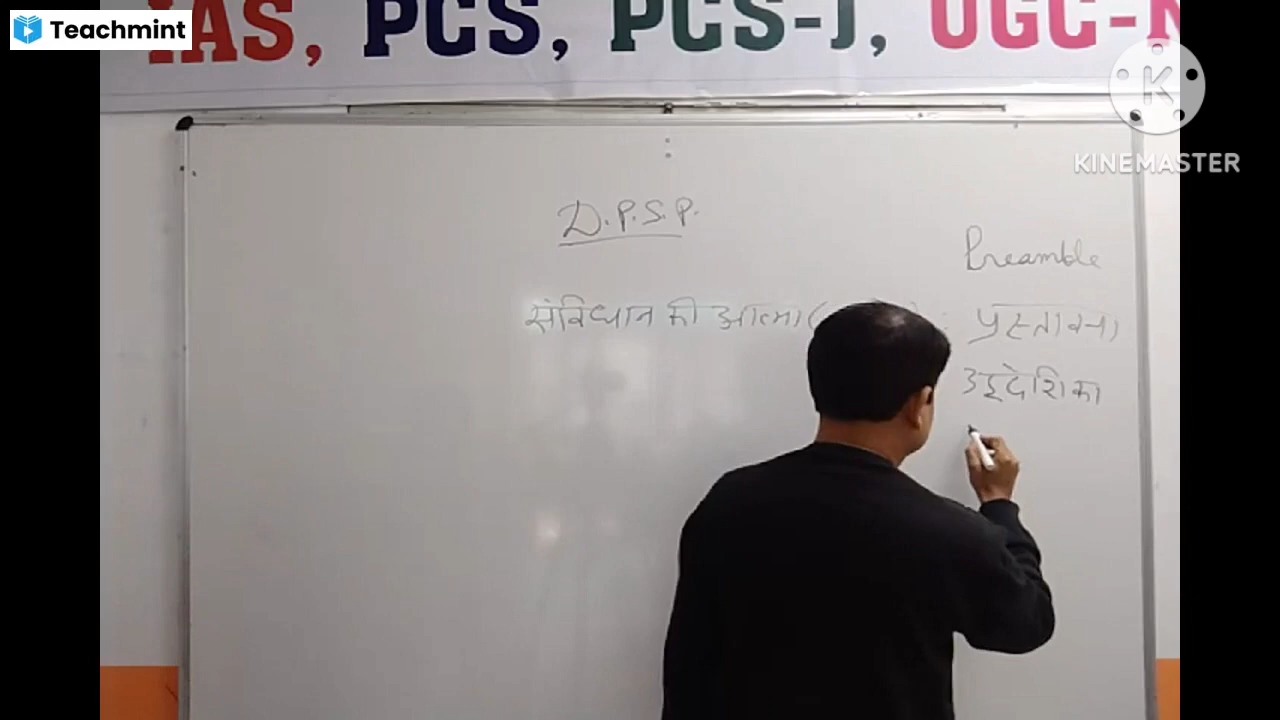 Teachmint
IAS, PCS, PCS-J, UGC-N
K
KINEMASTER
D.P.S.P.
Preamble
संविधान की आत्मा ( : प्रस्तावना
उद्देशिका